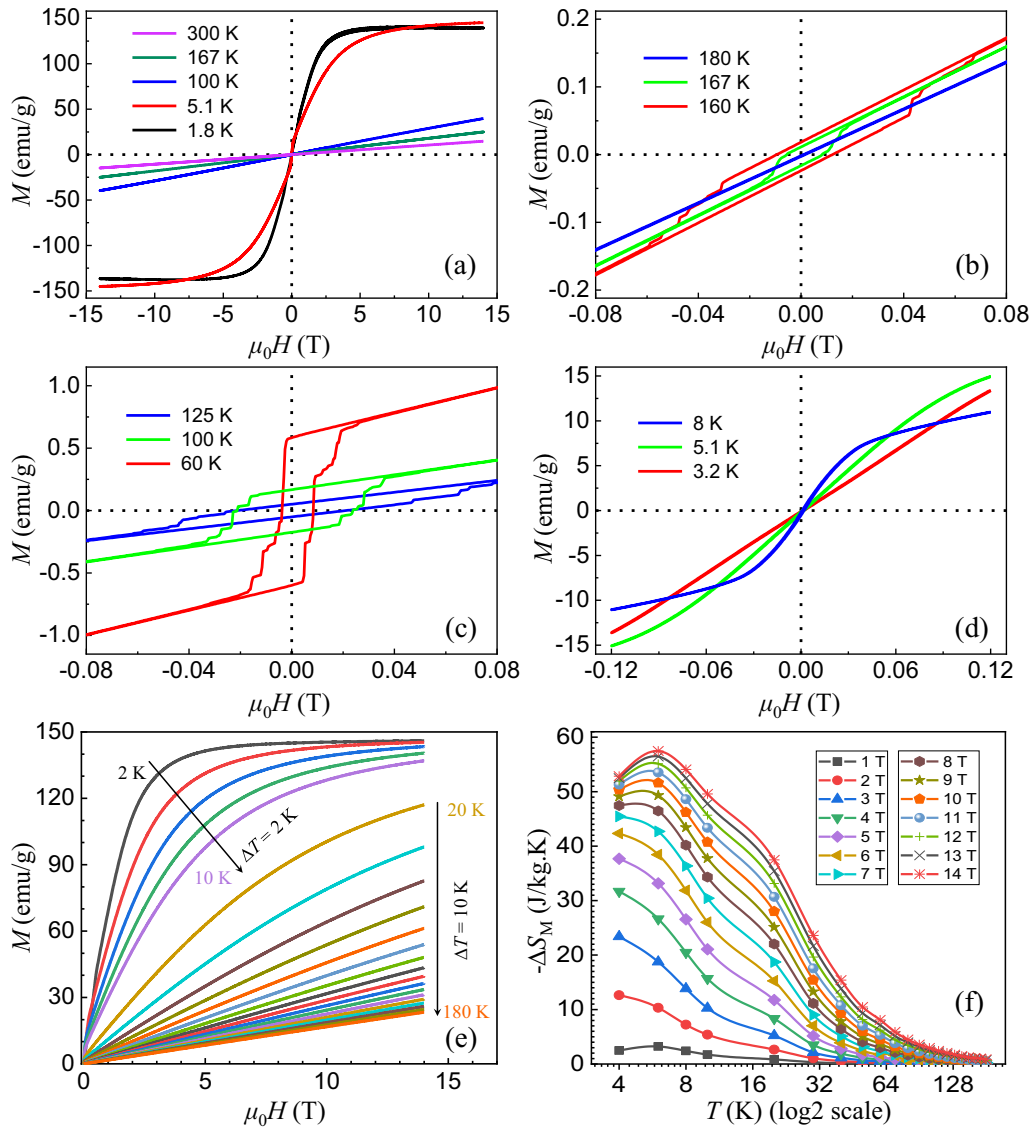 150
100
50
0
-50
-100
-150
M (emu/g)
300 K
167 K
100 K
5.1 K
1.8 K
(a)
-15 -10 -5 0 5 10 15
μ0H (T)
0.2
0.1
0.0
-0.1
-0.2
M (emu/g)
180 K
167 K
160 K
(b)
-0.08 -0.04 0.00 0.04 0.08
μ0H (T)
1.0
0.5
0.0
-0.5
-1.0
M (emu/g)
125 K
100 K
60 K
(c)
-0.08 -0.04 0.00 0.04 0.08
μ0H (T)
15
10
5
0
-5
-10
-15
M (emu/g)
8 K
5.1 K
3.2 K
(d)
-0.12 -0.06 0.00 0.06 0.12
μ0H (T)
150
120
90
60
30
0
M (emu/g)
2 K
ΔT= 2 K
10 K
20 K
ΔT = 10 K
180 K
(e)
0 5 10 15
μ0H (T)
60
50
40
30
20
10
0
-ΔSM (J/kg.K)
1 T 8 T
2 T 9 T
3 T 10 T
4 T 11 T
5 T 12 T
6 T 13 T
7 T 14 T
(f)
4 8 16 32 64 128
T (K) (log2 scale)